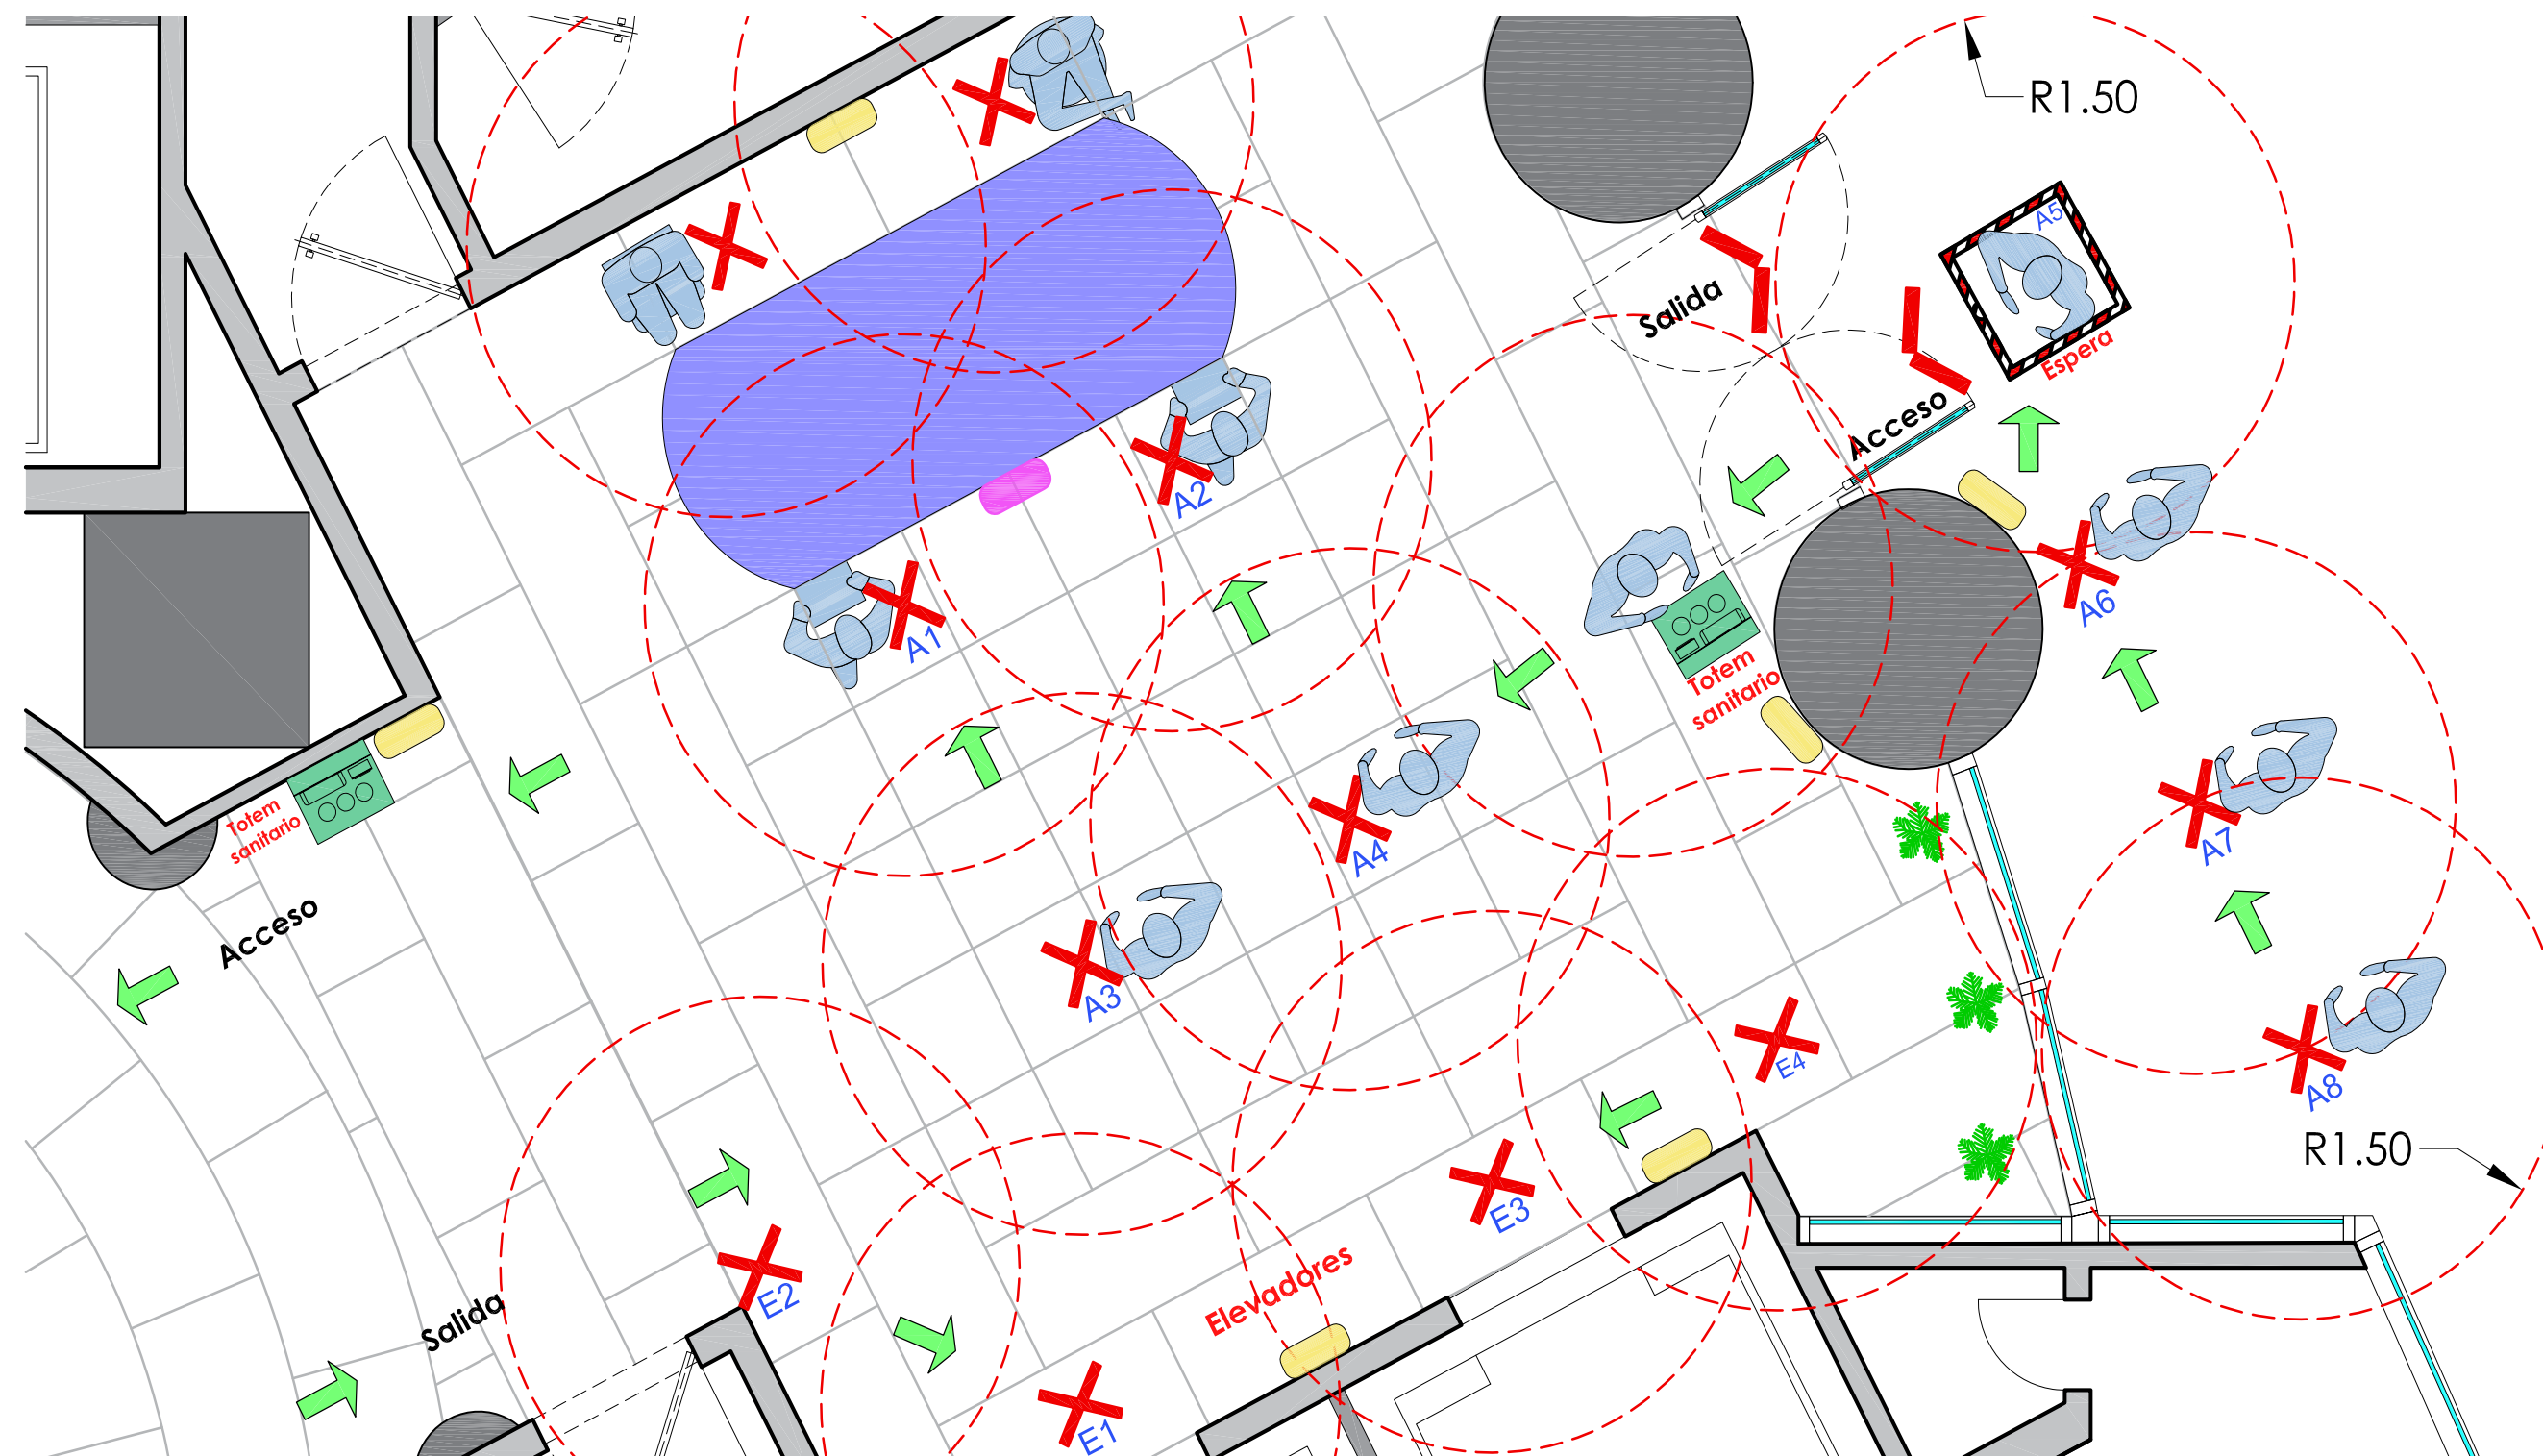 R1.50
A5
Salida
Espera
Acceso
A2
A6
A1
Totem
sanitario
A4
A7
Totem
sanitario
Acceso
A3
E4
A8
R1.50
E3
E2
Elevadores
Salida
E1